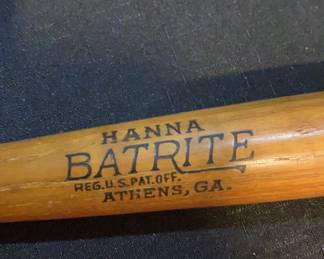 HANNA
BATRITE
REG.U.S.PAT.OFF.
ATHENS, GA.